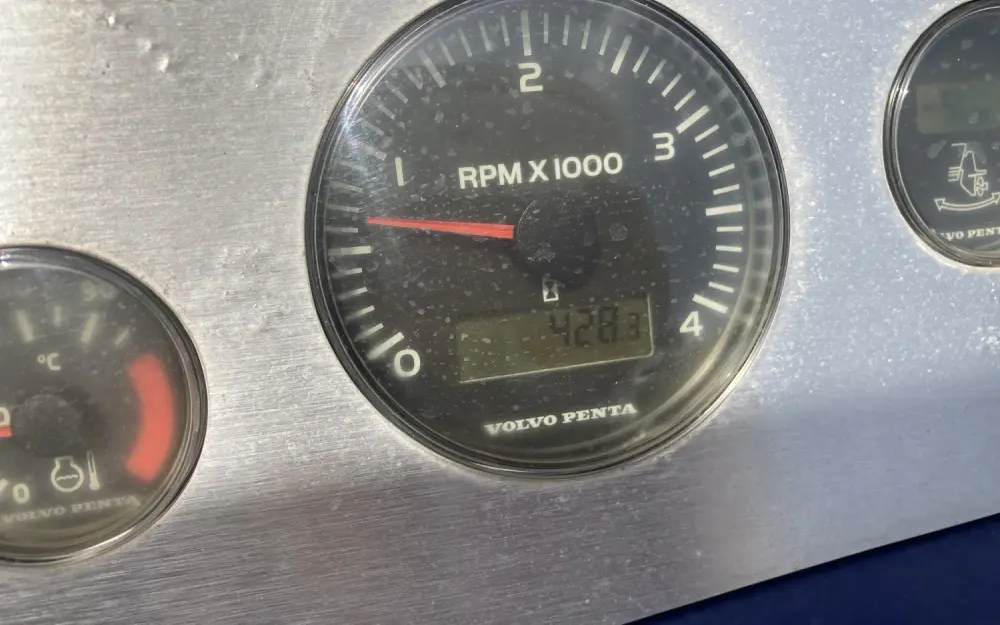 2
1
3
RPM X 1000
0
4
428.3
VOLVO PENTA
°C
VOLVO PENTA
VOLVO PENTA